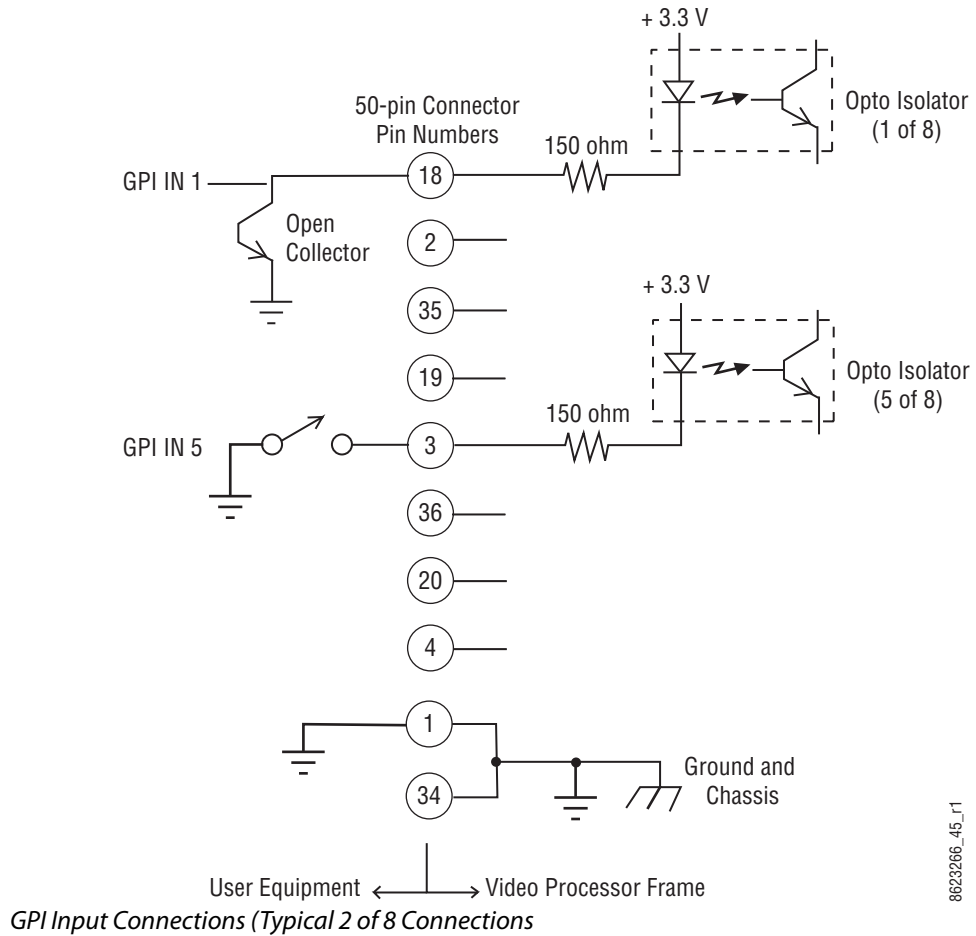 + 3.3 V
50-pin Connector
Pin Numbers
Opto Isolator
(1 of 8)
150 ohm
GPI IN 1
18
Open
Collector
2
35
+ 3.3 V
19
Opto Isolator
(5 of 8)
150 ohm
GPI IN 5
3
36
20
4
1
34
Ground and
Chassis
User Equipment
Video Processor Frame
8623266_45_r1
GPI Input Connections (Typical 2 of 8 Connections